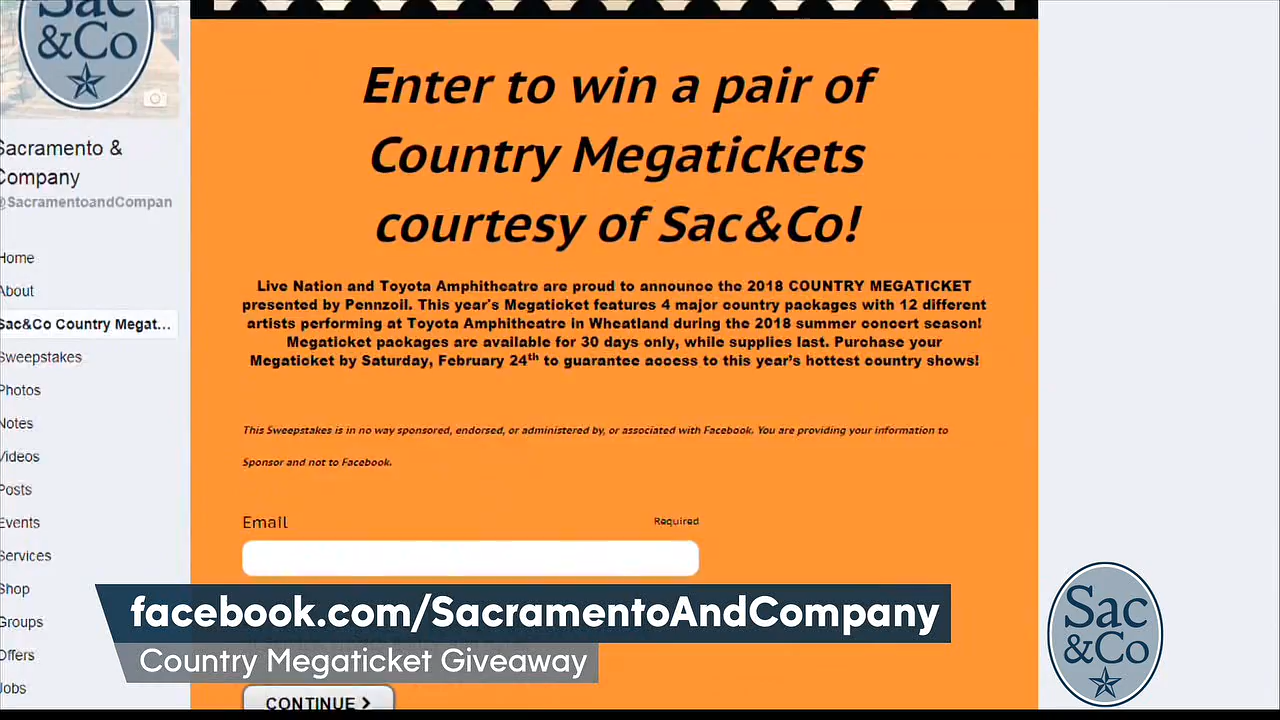 Sac
&Co
Sacramento &
Company
@SacramentoandCompan
Home
About
Sac&Co Country Megat...
Sweepstakes
Photos
Notes
Videos
Posts
Events
Services
Shop
Groups
Offers
Jobs
Enter to win a pair of
Country Megatickets
courtesy of Sac&Co!
Live Nation and Toyota Amphitheatre are proud to announce the 2018 COUNTRY MEGATICKET
presented by Pennzoil. This year's Megaticket features 4 major country packages with 12 different
artists performing at Toyota Amphitheatre in Wheatland during the 2018 summer concert season!
Megaticket packages are available for 30 days only, while supplies last. Purchase your
Megaticket by Saturday, February 24th to guarantee access to this year's hottest country shows!
This Sweepstakes is in no way sponsored, endorsed, or administered by, or associated with Facebook. You are providing your information to
Sponsor and not to Facebook.
Email Required
facebook.com/SacramentoAndCompany
Country Megaticket Giveaway
CONTINUE >
Sac
&Co